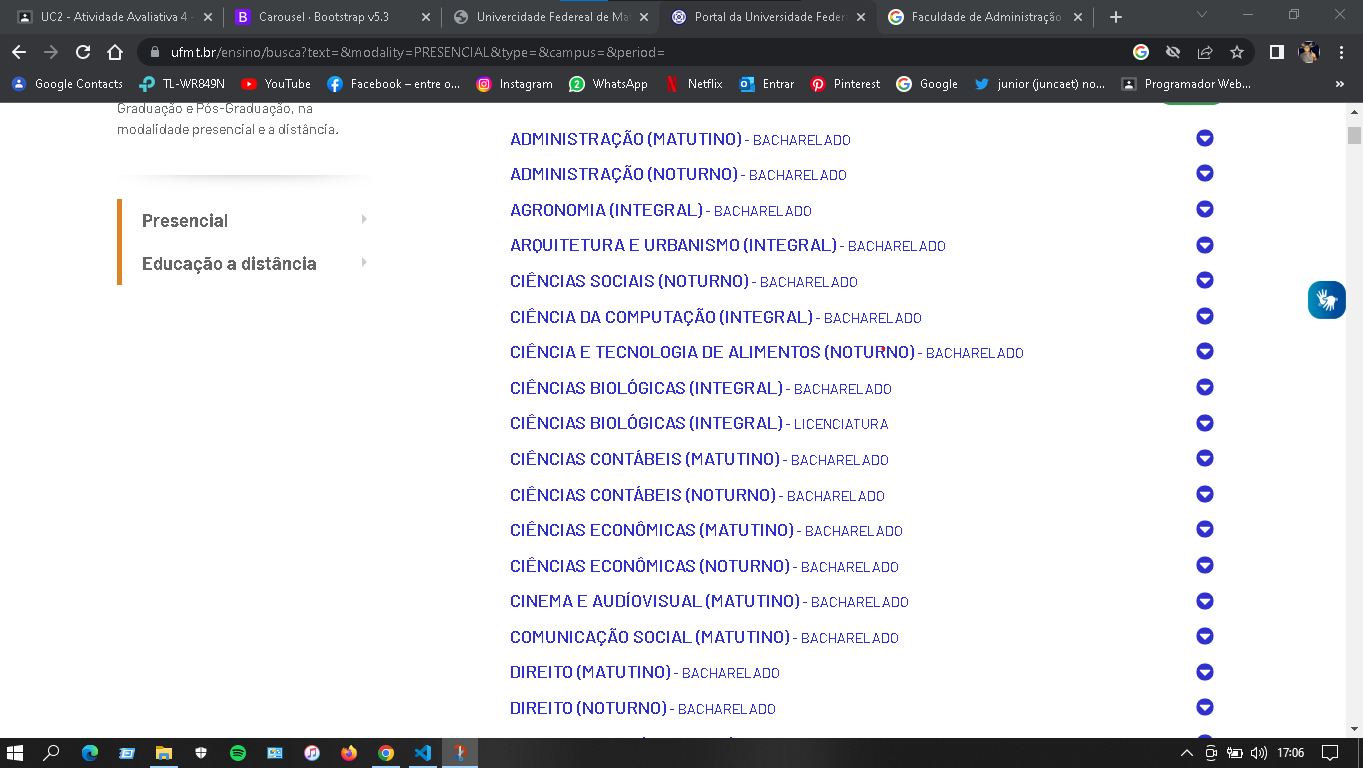 UC2 - Atividade Avaliativa 4 -
Carousel · Bootstrap v5.3
Univercidade Federeal de Ma
Portal da Universidade Feder
Faculdade de Administração
ufmt.br/ensino/busca?text=&modality=PRESENCIAL&type=&campus=&period=
Google Contacts
TL-WR849N
YouTube
Facebook – entre o...
Instagram
WhatsApp
Netflix
Entrar
Pinterest
Google
junior (juncaet) no...
Programador Web...
»
Graduação e Pós-Graduação, na
modalidade presencial e a distância.
Presencial
Educação a distância
ADMINISTRAÇÃO (MATUTINO) - BACHARELADO
ADMINISTRAÇÃO (NOTURNO) - BACHARELADO
AGRONOMIA (INTEGRAL) - BACHARELADO
ARQUITETURA E URBANISMO (INTEGRAL) - BACHARELADO
CIÊNCIAS SOCIAIS (NOTURNO) - BACHARELADO
CIÊNCIA DA COMPUTAÇÃO (INTEGRAL) - BACHARELADO
CIÊNCIA E TECNOLOGIA DE ALIMENTOS (NOTURNO) - BACHARELADO
CIÊNCIAS BIOLÓGICAS (INTEGRAL) - BACHARELADO
CIÊNCIAS BIOLÓGICAS (INTEGRAL) - LICENCIATURA
CIÊNCIAS CONTÁBEIS (MATUTINO) - BACHARELADO
CIÊNCIAS CONTÁBEIS (NOTURNO) - BACHARELADO
CIÊNCIAS ECONÔMICAS (MATUTINO) - BACHARELADO
CIÊNCIAS ECONÔMICAS (NOTURNO) - BACHARELADO
CINEMA E AUDÍOVISUAL (MATUTINO) - BACHARELADO
COMUNICAÇÃO SOCIAL (MATUTINO) - BACHARELADO
DIREITO (MATUTINO) - BACHARELADO
DIREITO (NOTURNO) - BACHARELADO
17:06